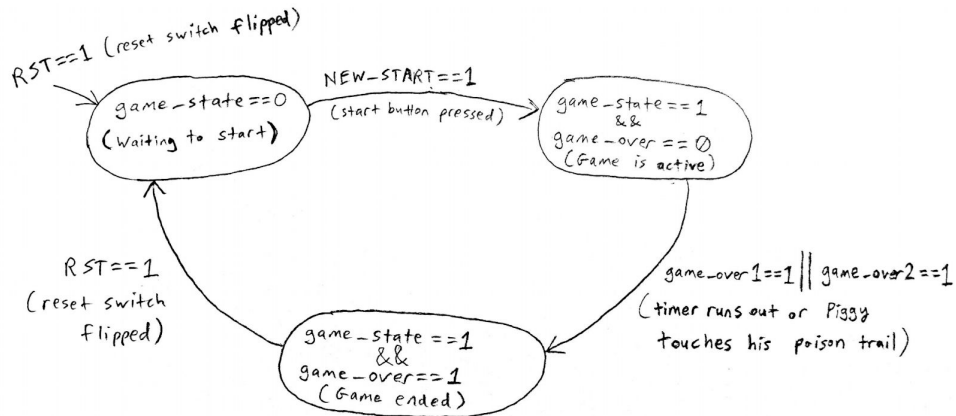 RST==1 (reset switch flipped)
game_state==0
(Waiting to start)
NEW_START==1
(start button pressed)
game_state==1
&&
game_over==0
(Game is active)
game_over1==1||game_over2==1
(timer runs out or Piggy
touches his poison trail)
game_state==1
&&
game_over==1
(Game ended)
RST==1
(reset switch
flipped)